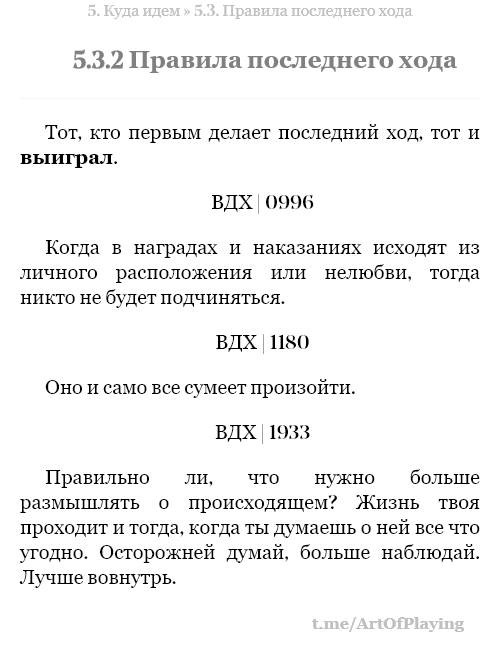 5. Куда идем » 5.3. Правила последнего хода
5.3.2 Правила последнего хода
Тот, кто первым делает последний ход, тот и
выиграл.
ВДХ | 0996
Когда в наградах и наказаниях исходят из
личного расположения или нелюбви, тогда
никто не будет подчиняться.
ВДХ | 1180
Оно и само все сумеет произойти.
ВДХ | 1933
Правильно ли, что нужно больше
размышлять о происходящем? Жизнь твоя
проходит и тогда, когда ты думаешь о ней все что
угодно. Осторожней думай, больше наблюдай.
Лучше вовнутрь.
t.me/ArtOfPlaying